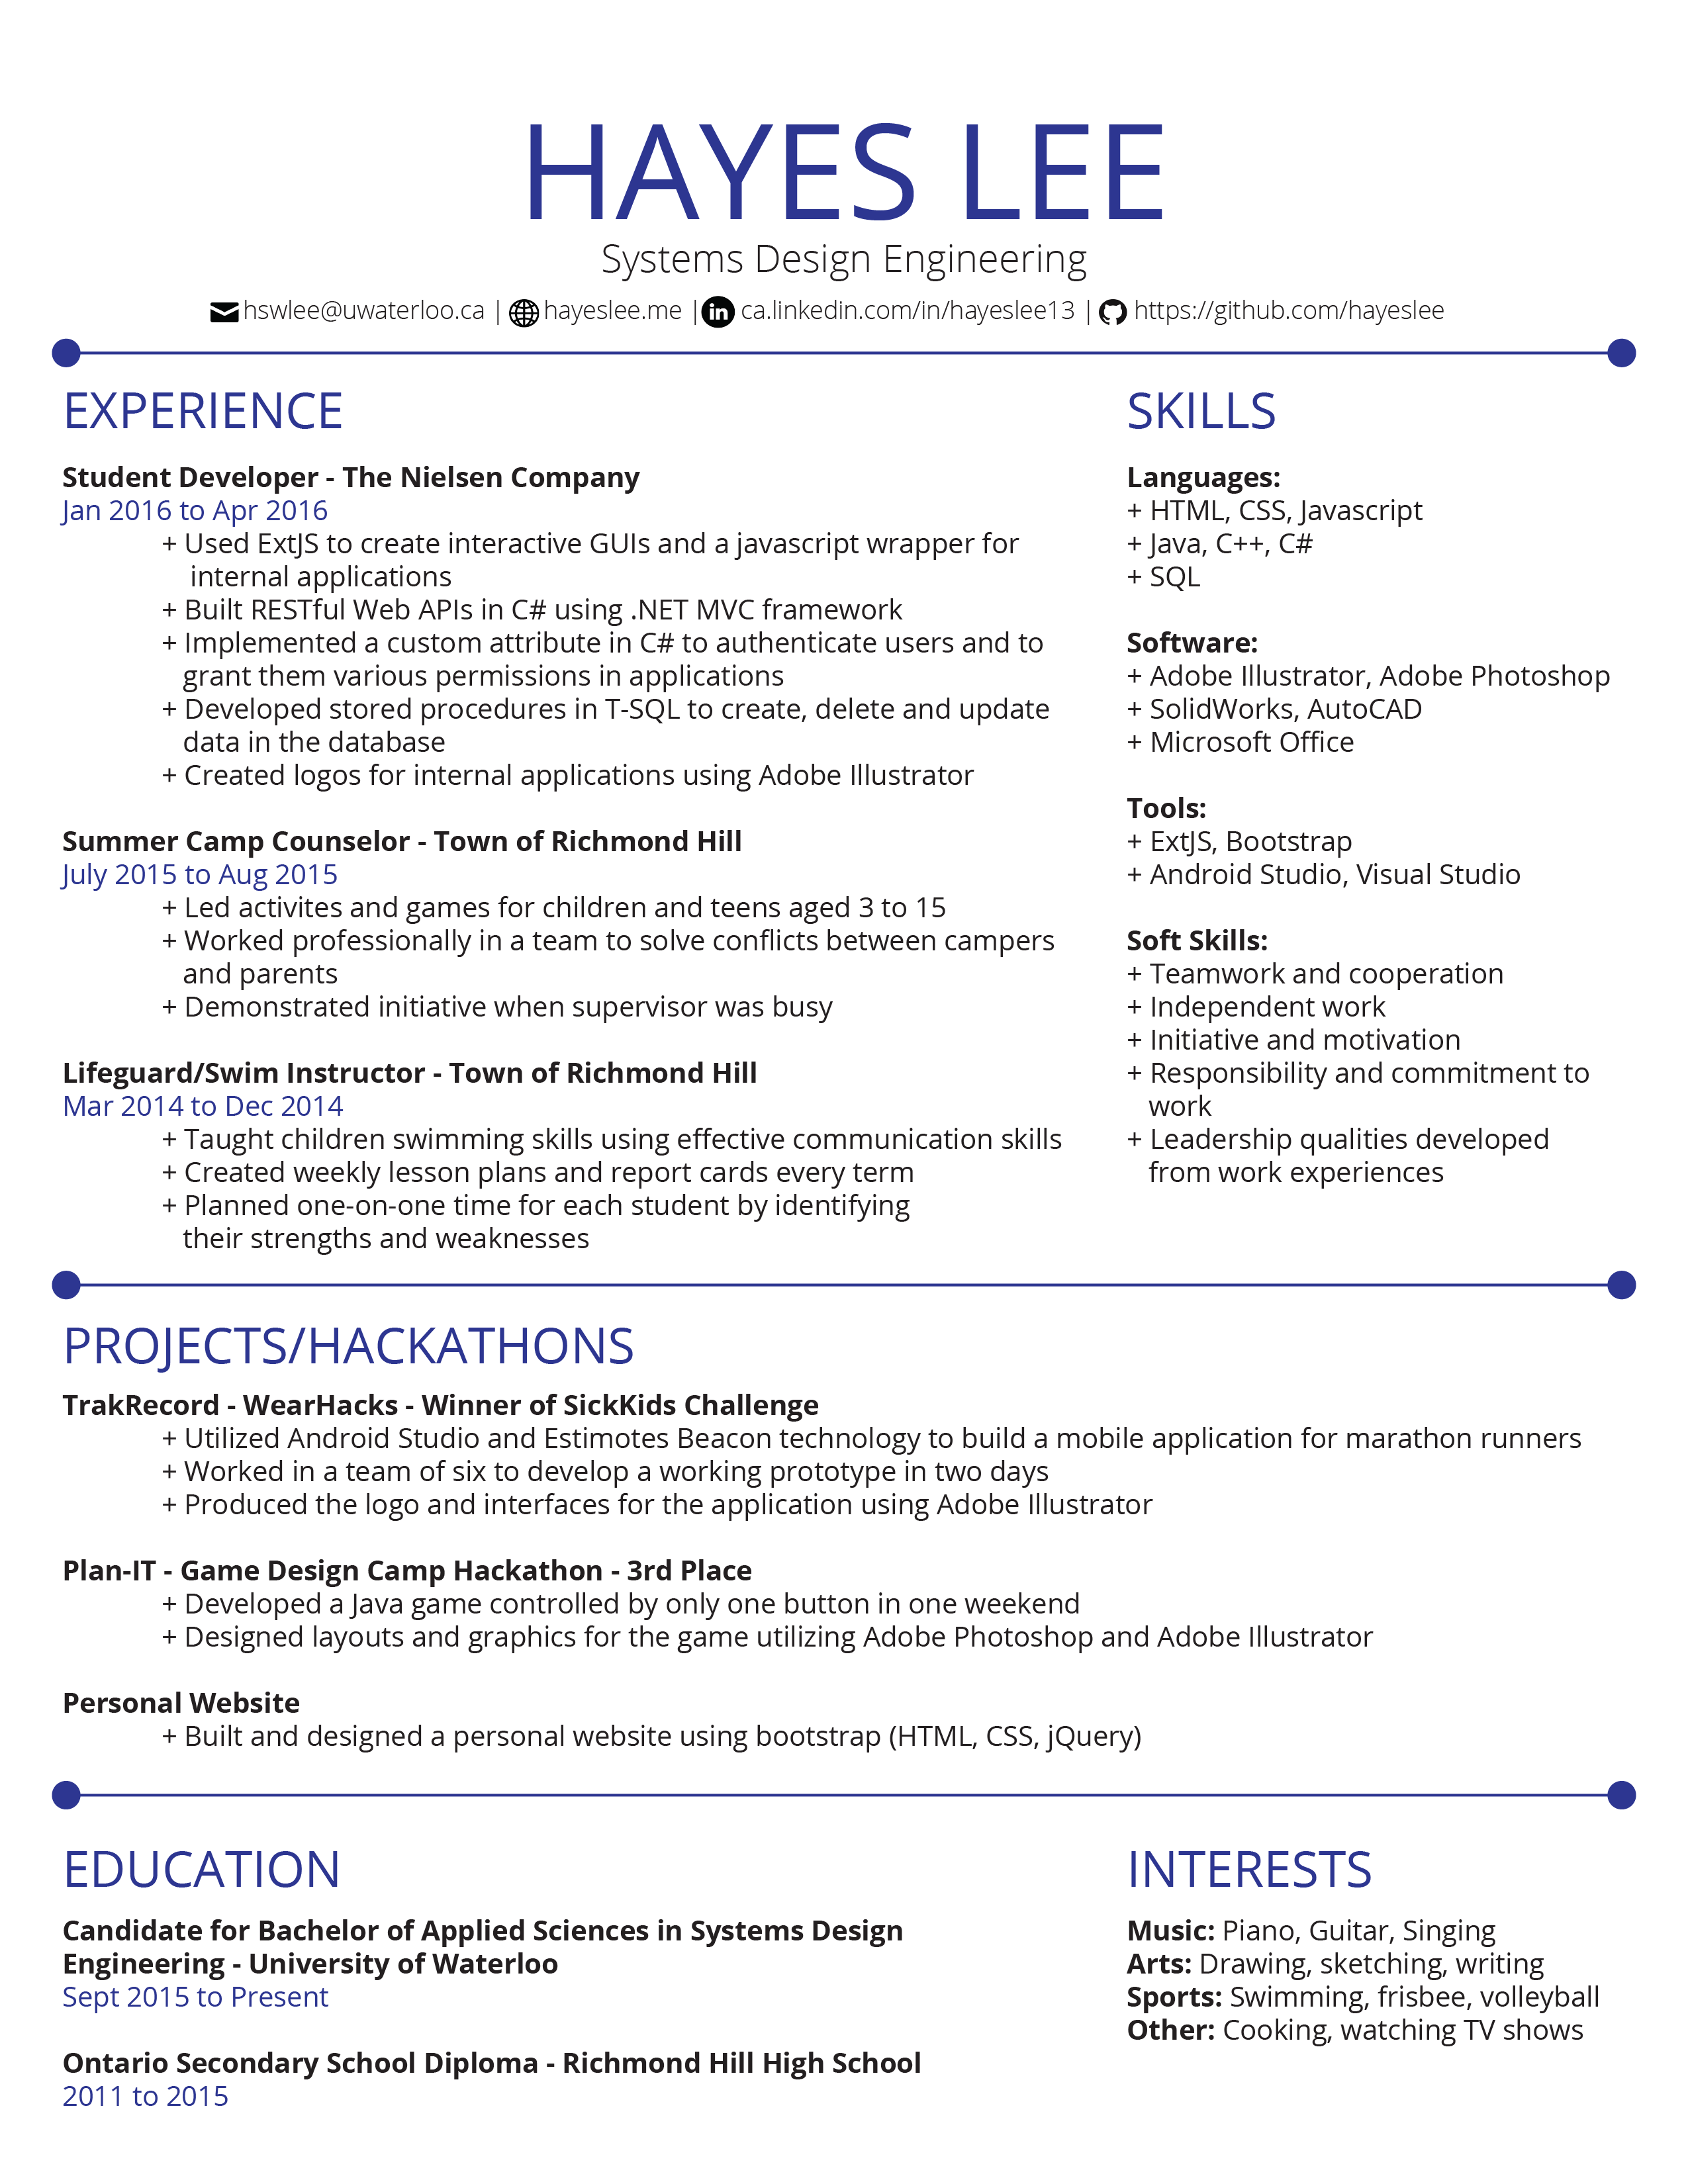 HAYES LEE
Systems Design Engineering
hswlee@uwaterloo.ca | hayeslee.me | ca.linkedin.com/in/hayeslee13 | https://github.com/hayeslee
EXPERIENCE
Student Developer - The Nielsen Company
Jan 2016 to Apr 2016
+ Used ExtJS to create interactive GUIs and a javascript wrapper for
internal applications
+ Built RESTful Web APIs in C# using .NET MVC framework
+ Implemented a custom attribute in C# to authenticate users and to
grant them various permissions in applications
+ Developed stored procedures in T-SQL to create, delete and update
data in the database
+ Created logos for internal applications using Adobe Illustrator
Summer Camp Counselor - Town of Richmond Hill
July 2015 to Aug 2015
+ Led activites and games for children and teens aged 3 to 15
+ Worked professionally in a team to solve conflicts between campers
and parents
+ Demonstrated initiative when supervisor was busy
Lifeguard/Swim Instructor - Town of Richmond Hill
Mar 2014 to Dec 2014
+ Taught children swimming skills using effective communication skills
+ Created weekly lesson plans and report cards every term
+ Planned one-on-one time for each student by identifying
their strengths and weaknesses
SKILLS
Languages:
+ HTML, CSS, Javascript
+ Java, C++, C#
+ SQL
Software:
+ Adobe Illustrator, Adobe Photoshop
+ SolidWorks, AutoCAD
+ Microsoft Office
Tools:
+ ExtJS, Bootstrap
+ Android Studio, Visual Studio
Soft Skills:
+ Teamwork and cooperation
+ Independent work
+ Initiative and motivation
+ Responsibility and commitment to
work
+ Leadership qualities developed
from work experiences
PROJECTS/HACKATHONS
TrakRecord - WearHacks - Winner of SickKids Challenge
+ Utilized Android Studio and Estimotes Beacon technology to build a mobile application for marathon runners
+ Worked in a team of six to develop a working prototype in two days
+ Produced the logo and interfaces for the application using Adobe Illustrator
Plan-IT - Game Design Camp Hackathon - 3rd Place
+ Developed a Java game controlled by only one button in one weekend
+ Designed layouts and graphics for the game utilizing Adobe Photoshop and Adobe Illustrator
Personal Website
+ Built and designed a personal website using bootstrap (HTML, CSS, jQuery)
EDUCATION
Candidate for Bachelor of Applied Sciences in Systems Design
Engineering - University of Waterloo
Sept 2015 to Present
Ontario Secondary School Diploma - Richmond Hill High School
2011 to 2015
INTERESTS
Music: Piano, Guitar, Singing
Arts: Drawing, sketching, writing
Sports: Swimming, frisbee, volleyball
Other: Cooking, watching TV shows